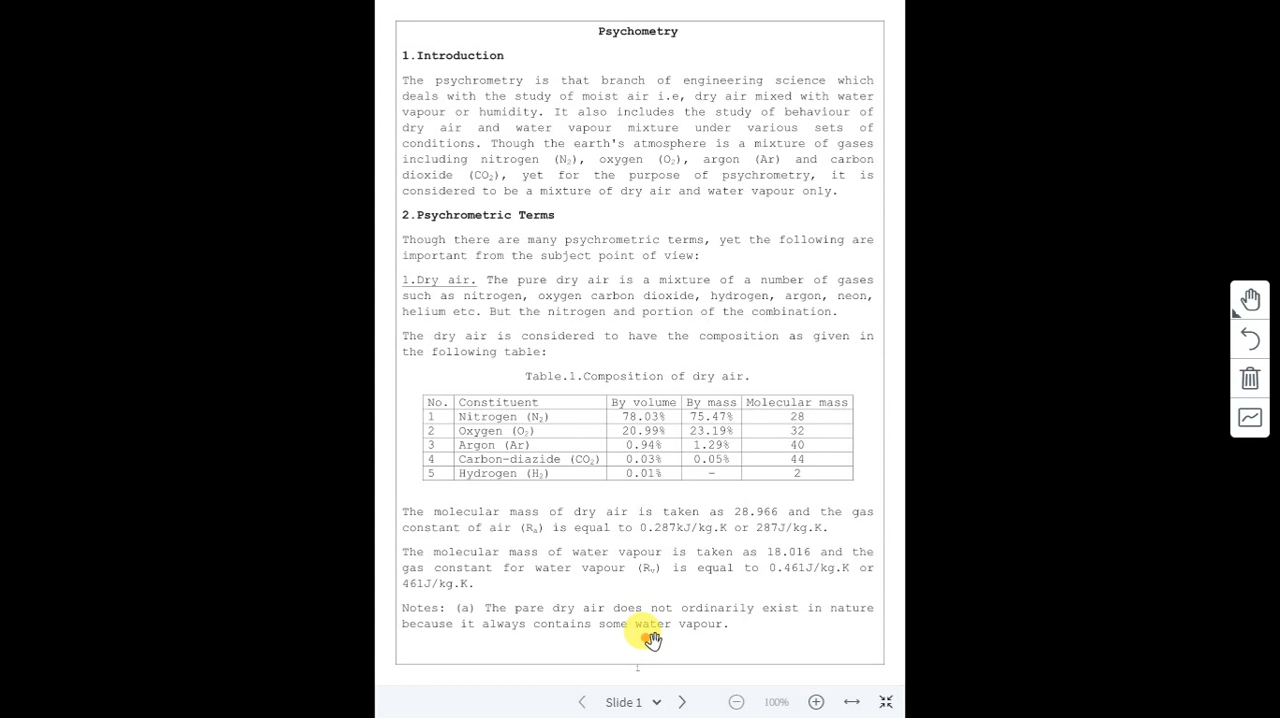 Psychometry
1.Introduction
The psychrometry is that branch of engineering science which
deals with the study of moist air i.e, dry air mixed with water
vapour or humidity. It also includes the study of behaviour of
dry air and water vapour mixture under various sets of
conditions. Though the earth's atmosphere is a mixture of gases
including nitrogen (N₂), oxygen (O₂), argon (Ar) and carbon
dioxide (CO₂), yet for the purpose of psychrometry, it is
considered to be a mixture of dry air and water vapour only.
2.Psychrometric Terms
Though there are many psychrometric terms, yet the following are
important from the subject point of view:
1.Dry air. The pure dry air is a mixture of a number of gases
such as nitrogen, oxygen carbon dioxide, hydrogen, argon, neon,
helium etc. But the nitrogen and portion of the combination.
The dry air is considered to have the composition as given in
the following table:
Table.1.Composition of dry air.
No. Constituent By volume By mass Molecular mass
1 Nitrogen (N₂) 78.03% 75.47% 28
2 Oxygen (O₂) 20.99% 23.19% 32
3 Argon (Ar) 0.94% 1.29% 40
4 Carbon-diazide (CO₂) 0.03% 0.05% 44
5 Hydrogen (H₂) 0.01% – 2
The molecular mass of dry air is taken as 28.966 and the gas
constant of air (Rₐ) is equal to 0.287kJ/kg.K or 287J/kg.K.
The molecular mass of water vapour is taken as 18.016 and the
gas constant for water vapour (Rᵥ) is equal to 0.461J/kg.K or
461J/kg.K.
Notes: (a) The pare dry air does not ordinarily exist in nature
because it always contains some water vapour.
1
Slide 1
100%